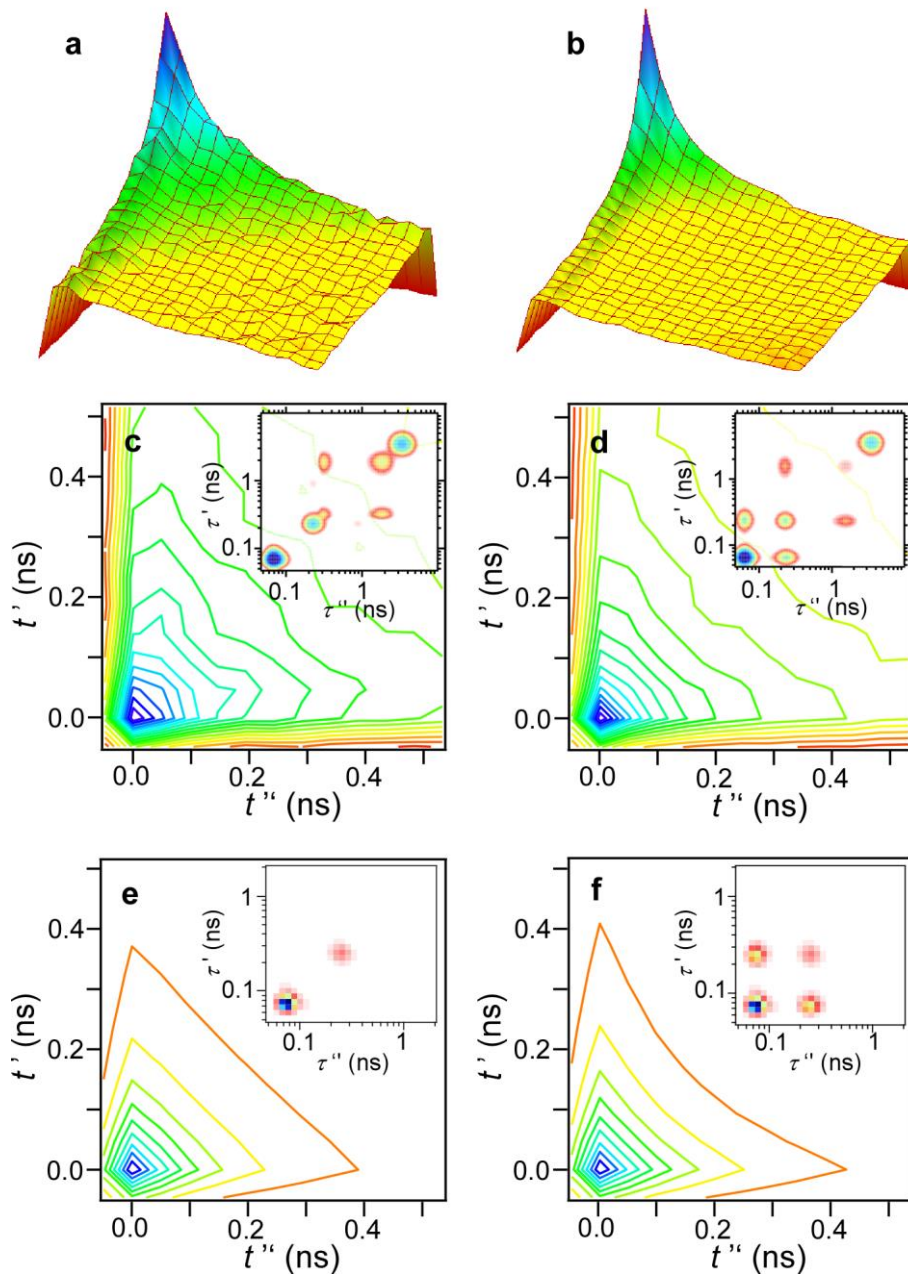 a
b
c
0.4
0.2
0.0
t' (ns)
0.0 0.2 0.4
t'' (ns)
1
0.1
τ' (ns)
0.1 1
τ'' (ns)
d
0.4
0.2
0.0
t' (ns)
0.0 0.2 0.4
t'' (ns)
1
0.1
τ' (ns)
0.1 1
τ'' (ns)
e
0.4
0.2
0.0
t' (ns)
0.0 0.2 0.4
t'' (ns)
1
0.1
τ' (ns)
0.1 1
τ'' (ns)
f
0.4
0.2
0.0
t' (ns)
0.0 0.2 0.4
t'' (ns)
1
0.1
τ' (ns)
0.1 1
τ'' (ns)